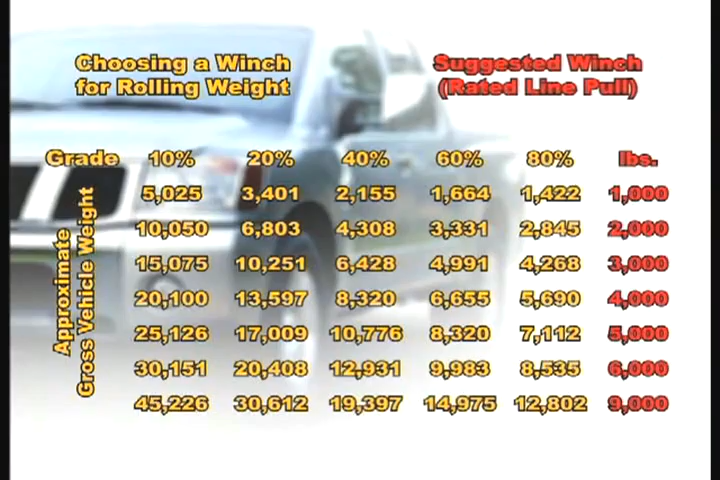 Choosing a Winch
for Rolling Weight
Suggested Winch
(Rated Line Pull)
Grade 10% 20% 40% 60% 80% lbs.
Approximate
Gross Vehicle Weight
5,025 3,401 2,155 1,664 1,422 1,000
10,050 6,803 4,308 3,331 2,845 2,000
15,075 10,251 6,428 4,991 4,268 3,000
20,100 13,597 8,320 6,655 5,690 4,000
25,126 17,009 10,776 8,320 7,112 5,000
30,151 20,408 12,931 9,983 8,535 6,000
45,226 30,612 19,397 14,975 12,802 9,000